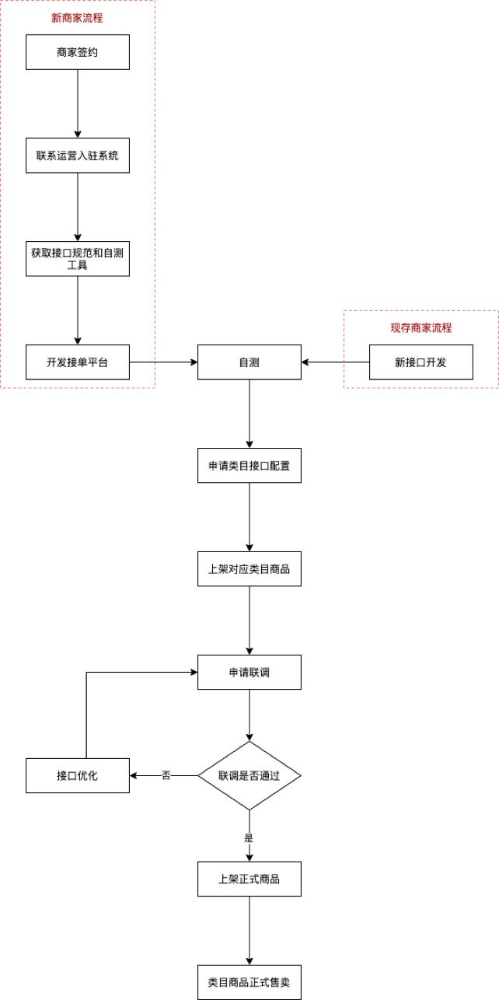 新商家流程
商家签约
联系运营入驻系统
获取接口规范和自测
工具
开发接单平台
自测
现存商家流程
新接口开发
申请类目接口配置
上架对应类目商品
申请联调
联调是否通过
否
接口优化
是
上架正式商品
类目商品正式售卖